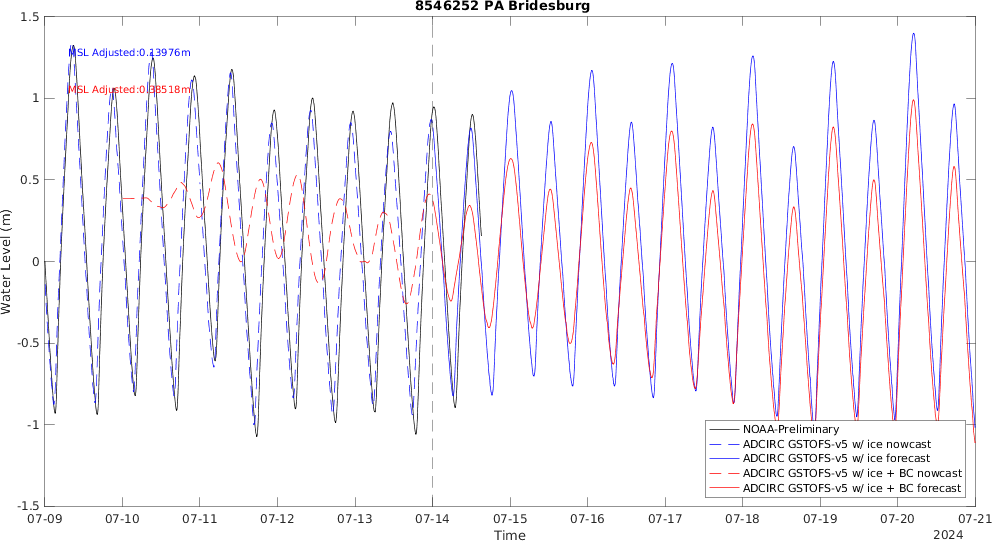 8546252 PA Bridesburg
1.5
1
0.5
0
-0.5
-1
-1.5
Water Level (m)
MSL Adjusted:0.13976m
MSL Adjusted:0.38518m
NOAA-Preliminary
ADCIRC GSTOFS-v5 w/ ice nowcast
ADCIRC GSTOFS-v5 w/ ice forecast
ADCIRC GSTOFS-v5 w/ ice + BC nowcast
ADCIRC GSTOFS-v5 w/ ice + BC forecast
07-09 07-10 07-11 07-12 07-13 07-14 07-15 07-16 07-17 07-18 07-19 07-20 07-21
Time
2024